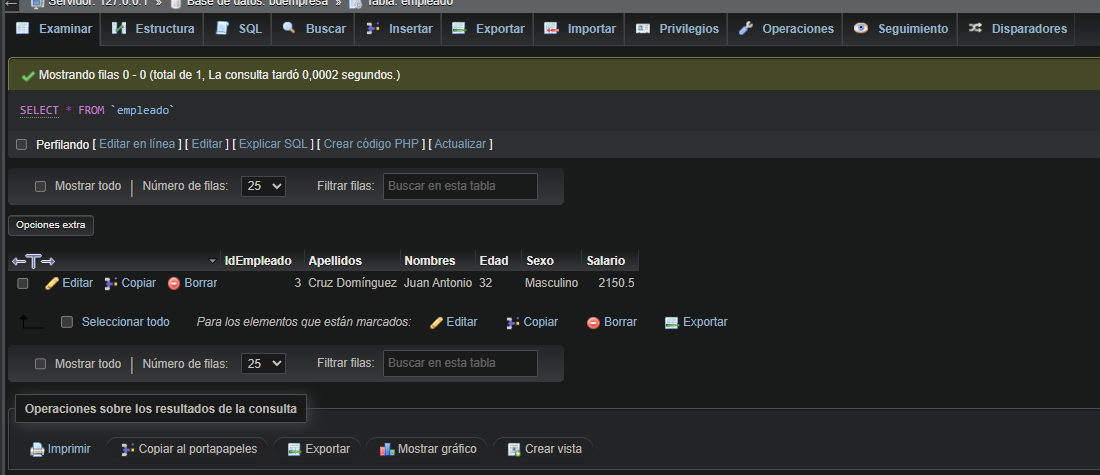 Servidor: 127.0.0.1 » Base de datos: bdempresa » Tabla: empleado
Examinar Estructura SQL Buscar Insertar Exportar Importar Privilegios Operaciones Seguimiento Disparadores
Mostrando filas 0 - 0 (total de 1, La consulta tardó 0,0002 segundos.)
SELECT * FROM `empleado`
Perfilando [ Editar en línea ] [ Editar ] [ Explicar SQL ] [ Crear código PHP ] [ Actualizar ]
Mostrar todo Número de filas: 25 Filtrar filas: Buscar en esta tabla
Opciones extra
IdEmpleado Apellidos Nombres Edad Sexo Salario
Editar Copiar Borrar 3 Cruz Domínguez Juan Antonio 32 Masculino 2150.5
Seleccionar todo Para los elementos que están marcados: Editar Copiar Borrar Exportar
Mostrar todo Número de filas: 25 Filtrar filas: Buscar en esta tabla
Operaciones sobre los resultados de la consulta
Imprimir Copiar al portapapeles Exportar Mostrar gráfico Crear vista